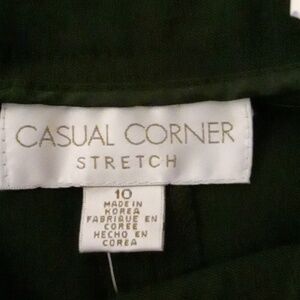 CASUAL CORNER
STRETCH
10
MADE IN
KOREA
FABRIQUE EN
COREE
HECHO EN
COREA